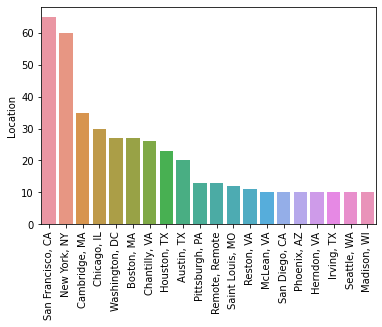 60
50
40
30
20
10
0
Location
San Francisco, CA
New York, NY
Cambridge, MA
Chicago, IL
Washington, DC
Boston, MA
Chantilly, VA
Houston, TX
Austin, TX
Pittsburgh, PA
Remote, Remote
Saint Louis, MO
Reston, VA
McLean, VA
San Diego, CA
Phoenix, AZ
Herndon, VA
Irving, TX
Seattle, WA
Madison, WI